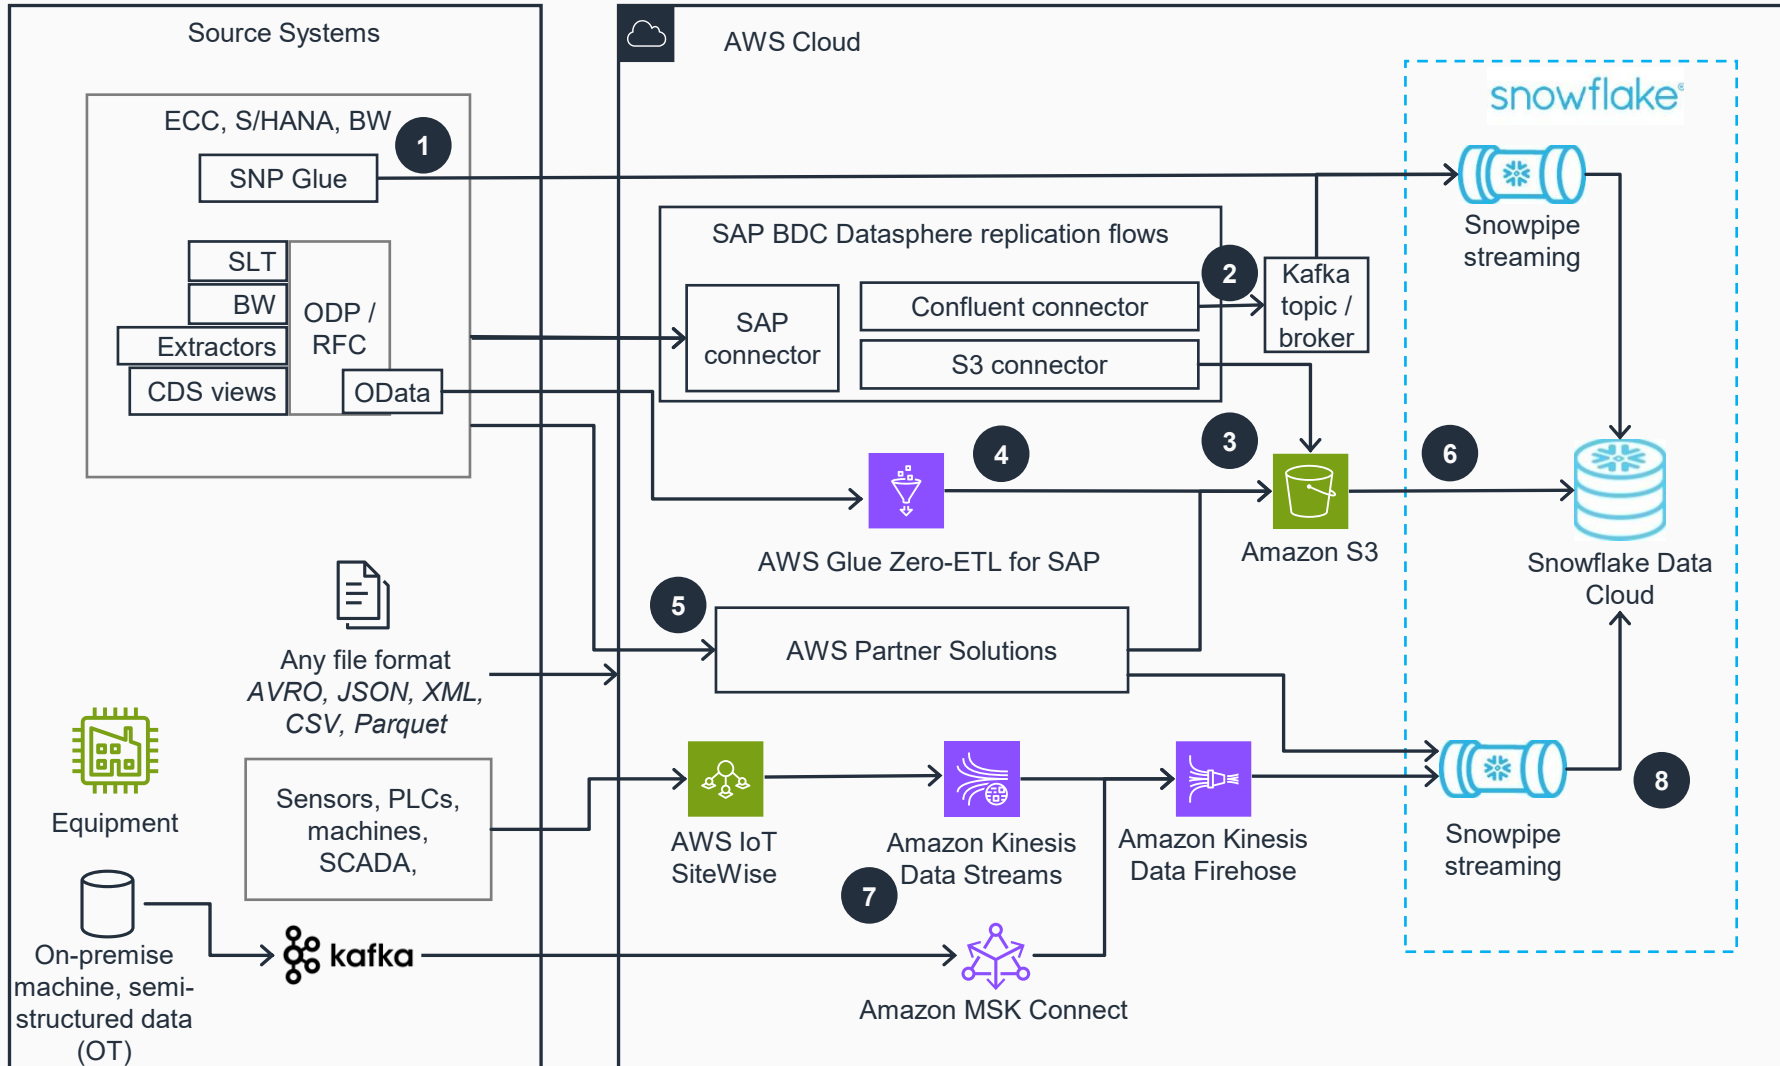 Source Systems
AWS Cloud
snowflake®
ECC, S/HANA, BW
1
SNP Glue
Snowpipe
streaming
SAP BDC Datasphere replication flows
2
SLT
BW
Extractors
CDS views
ODP /
RFC
OData
SAP
connector
Confluent connector
S3 connector
Kafka
topic /
broker
3
4
6
AWS Glue Zero-ETL for SAP
Amazon S3
Snowflake Data
Cloud
5
AWS Partner Solutions
Any file format
AVRO, JSON, XML,
CSV, Parquet
Equipment
Sensors, PLCs,
machines,
SCADA,
AWS IoT
SiteWise
Amazon Kinesis
Data Streams
Amazon Kinesis
Data Firehose
Snowpipe
streaming
8
7
On-premise
machine, semi-
structured data
(OT)
kafka
Amazon MSK Connect